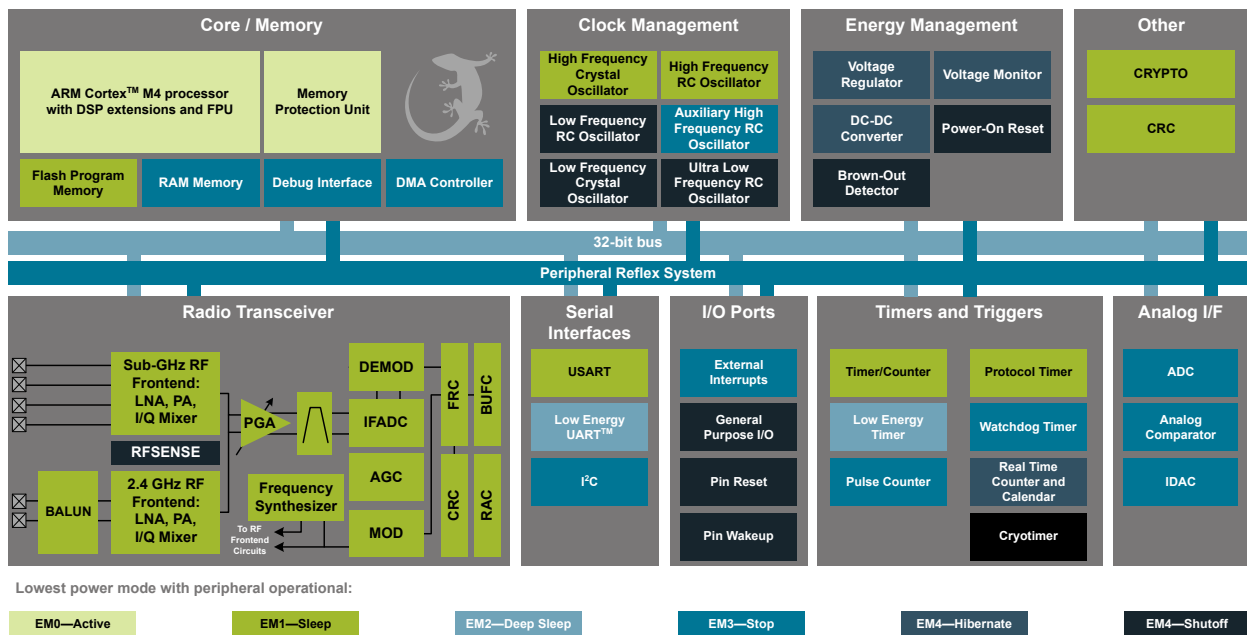 Core / Memory
ARM Cortex™ M4 processor
with DSP extensions and FPU
Memory
Protection Unit
Flash Program
Memory
RAM Memory
Debug Interface
DMA Controller
Clock Management
High Frequency
Crystal
Oscillator
High Frequency
RC Oscillator
Low Frequency
RC Oscillator
Auxiliary High
Frequency RC
Oscillator
Low Frequency
Crystal
Oscillator
Ultra Low
Frequency RC
Oscillator
Energy Management
Voltage
Regulator
Voltage Monitor
DC-DC
Converter
Power-On Reset
Brown-Out
Detector
Other
CRYPTO
CRC
32-bit bus
Peripheral Reflex System
Radio Transceiver
Sub-GHz RF
Frontend:
LNA, PA,
I/Q Mixer
RFSENSE
BALUN
2.4 GHz RF
Frontend:
LNA, PA,
I/Q Mixer
PGA
Frequency
Synthesizer
To RF
Frontend
Circuits
DEMOD
IFADC
AGC
MOD
FRC
BUFC
CRC
RAC
Serial
Interfaces
USART
Low Energy
UART™
I²C
I/O Ports
External
Interrupts
General
Purpose I/O
Pin Reset
Pin Wakeup
Timers and Triggers
Timer/Counter
Protocol Timer
Low Energy
Timer
Watchdog Timer
Pulse Counter
Real Time
Counter and
Calendar
Cryotimer
Analog I/F
ADC
Analog
Comparator
IDAC
Lowest power mode with peripheral operational:
EM0—Active
EM1—Sleep
EM2—Deep Sleep
EM3—Stop
EM4—Hibernate
EM4—Shutoff